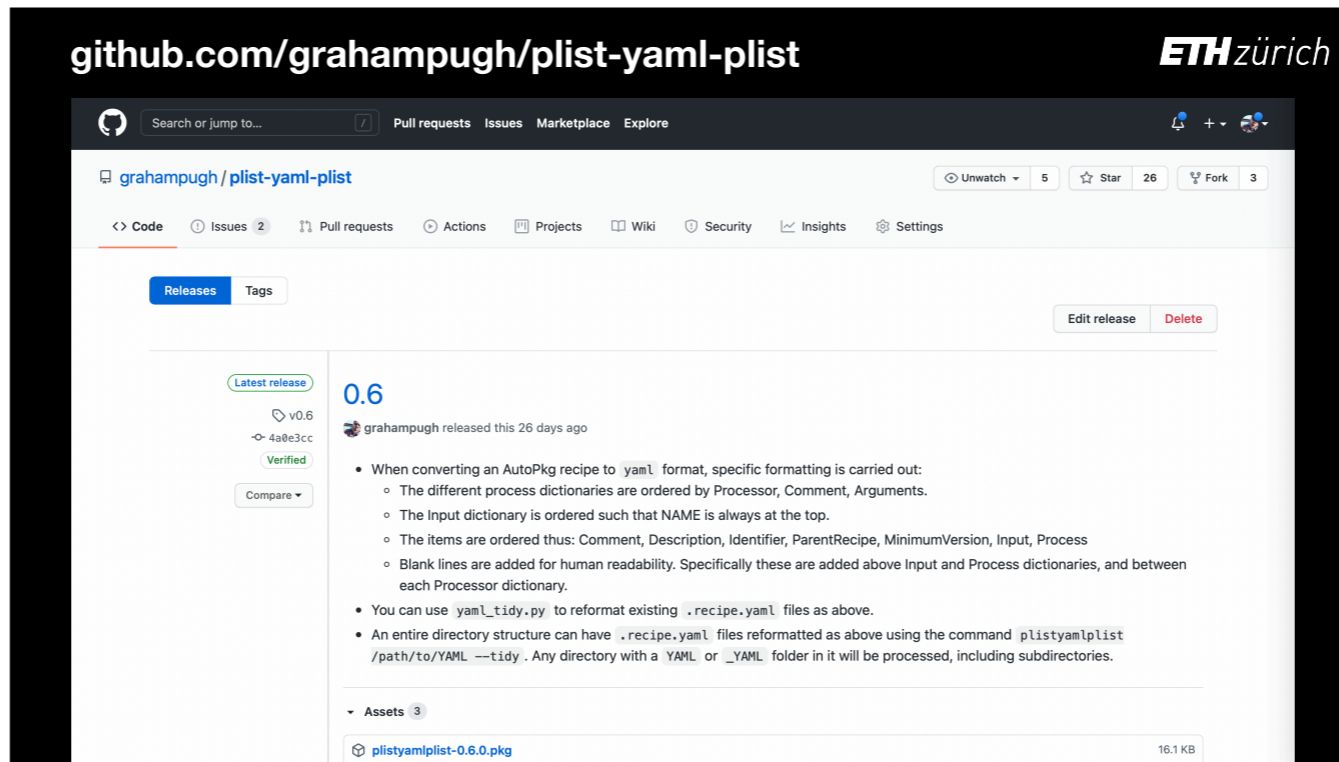 github.com/grahampugh/plist-yaml-plist
ETH zürich
Search or jump to... /
Pull requests Issues Marketplace Explore
grahampugh / plist-yaml-plist
Unwatch 5 Star 26 Fork 3
<> Code Issues 2 Pull requests Actions Projects Wiki Security Insights Settings
Releases Tags
Edit release Delete
Latest release
v0.6
4a0e3cc
Verified
Compare
0.6
grahampugh released this 26 days ago
• When converting an AutoPkg recipe to yaml format, specific formatting is carried out:
◦ The different process dictionaries are ordered by Processor, Comment, Arguments.
◦ The Input dictionary is ordered such that NAME is always at the top.
◦ The items are ordered thus: Comment, Description, Identifier, ParentRecipe, MinimumVersion, Input, Process
◦ Blank lines are added for human readability. Specifically these are added above Input and Process dictionaries, and between
each Processor dictionary.
• You can use yaml_tidy.py to reformat existing .recipe.yaml files as above.
• An entire directory structure can have .recipe.yaml files reformatted as above using the command plistyamlplist
/path/to/YAML --tidy . Any directory with a YAML or _YAML folder in it will be processed, including subdirectories.
Assets 3
plistyamlplist-0.6.0.pkg 16.1 KB